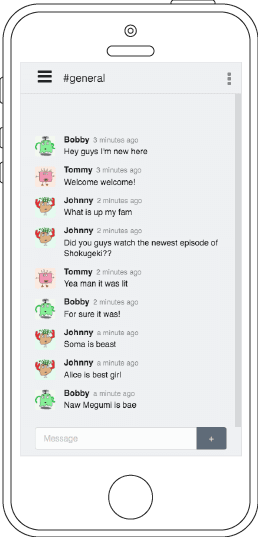 #general
Bobby 3 minutes ago
Hey guys I'm new here
Tommy 3 minutes ago
Welcome welcome!
Johnny 2 minutes ago
What is up my fam
Johnny 2 minutes ago
Did you guys watch the newest episode of
Shokugeki??
Tommy 2 minutes ago
Yea man it was lit
Bobby 2 minutes ago
For sure it was!
Johnny a minute ago
Soma is beast
Johnny a minute ago
Alice is best girl
Bobby a minute ago
Naw Megumi is bae
Message +